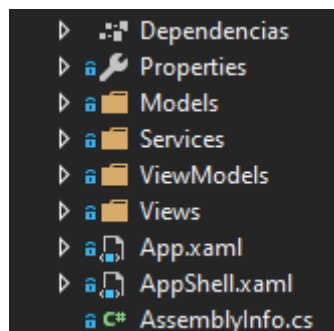 Dependencias
Properties
Models
Services
ViewModels
Views
App.xaml
AppShell.xaml
C# AssemblyInfo.cs